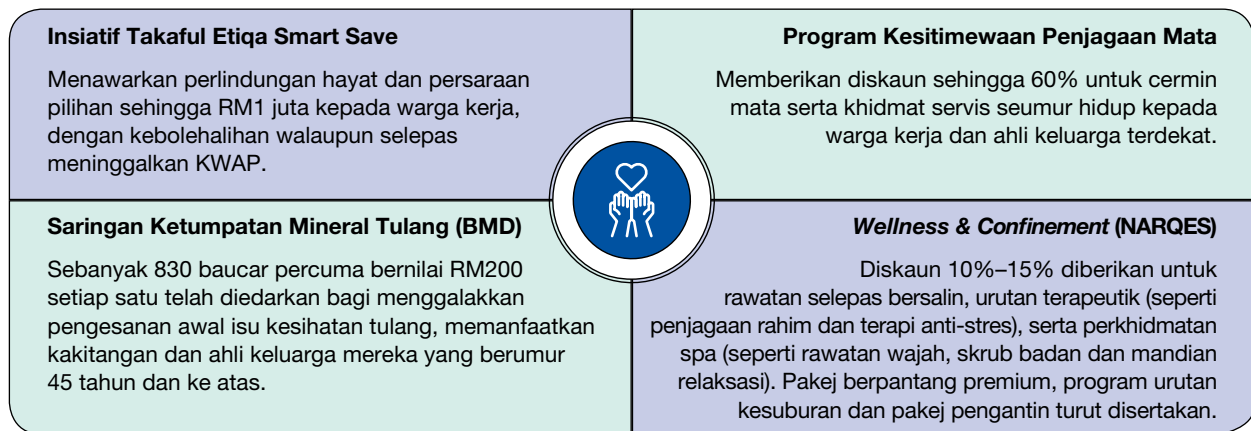 Insiatif Takaful Etiqa Smart Save
Menawarkan perlindungan hayat dan persaraan
pilihan sehingga RM1 juta kepada warga kerja,
dengan kebolehalihan walaupun selepas
meninggalkan KWAP.
Program Kesitimewaan Penjagaan Mata
Memberikan diskaun sehingga 60% untuk cermin
mata serta khidmat servis seumur hidup kepada
warga kerja dan ahli keluarga terdekat.
Saringan Ketumpatan Mineral Tulang (BMD)
Sebanyak 830 baucar percuma bernilai RM200
setiap satu telah diedarkan bagi menggalakkan
pengesanan awal isu kesihatan tulang, memanfaatkan
kakitangan dan ahli keluarga mereka yang berumur
45 tahun dan ke atas.
Wellness & Confinement (NARQES)
Diskaun 10%–15% diberikan untuk
rawatan selepas bersalin, urutan terapeutik (seperti
penjagaan rahim dan terapi anti-stres), serta perkhidmatan
spa (seperti rawatan wajah, skrub badan dan mandian
relaksasi). Pakej berpantang premium, program urutan
kesuburan dan pakej pengantin turut disertakan.